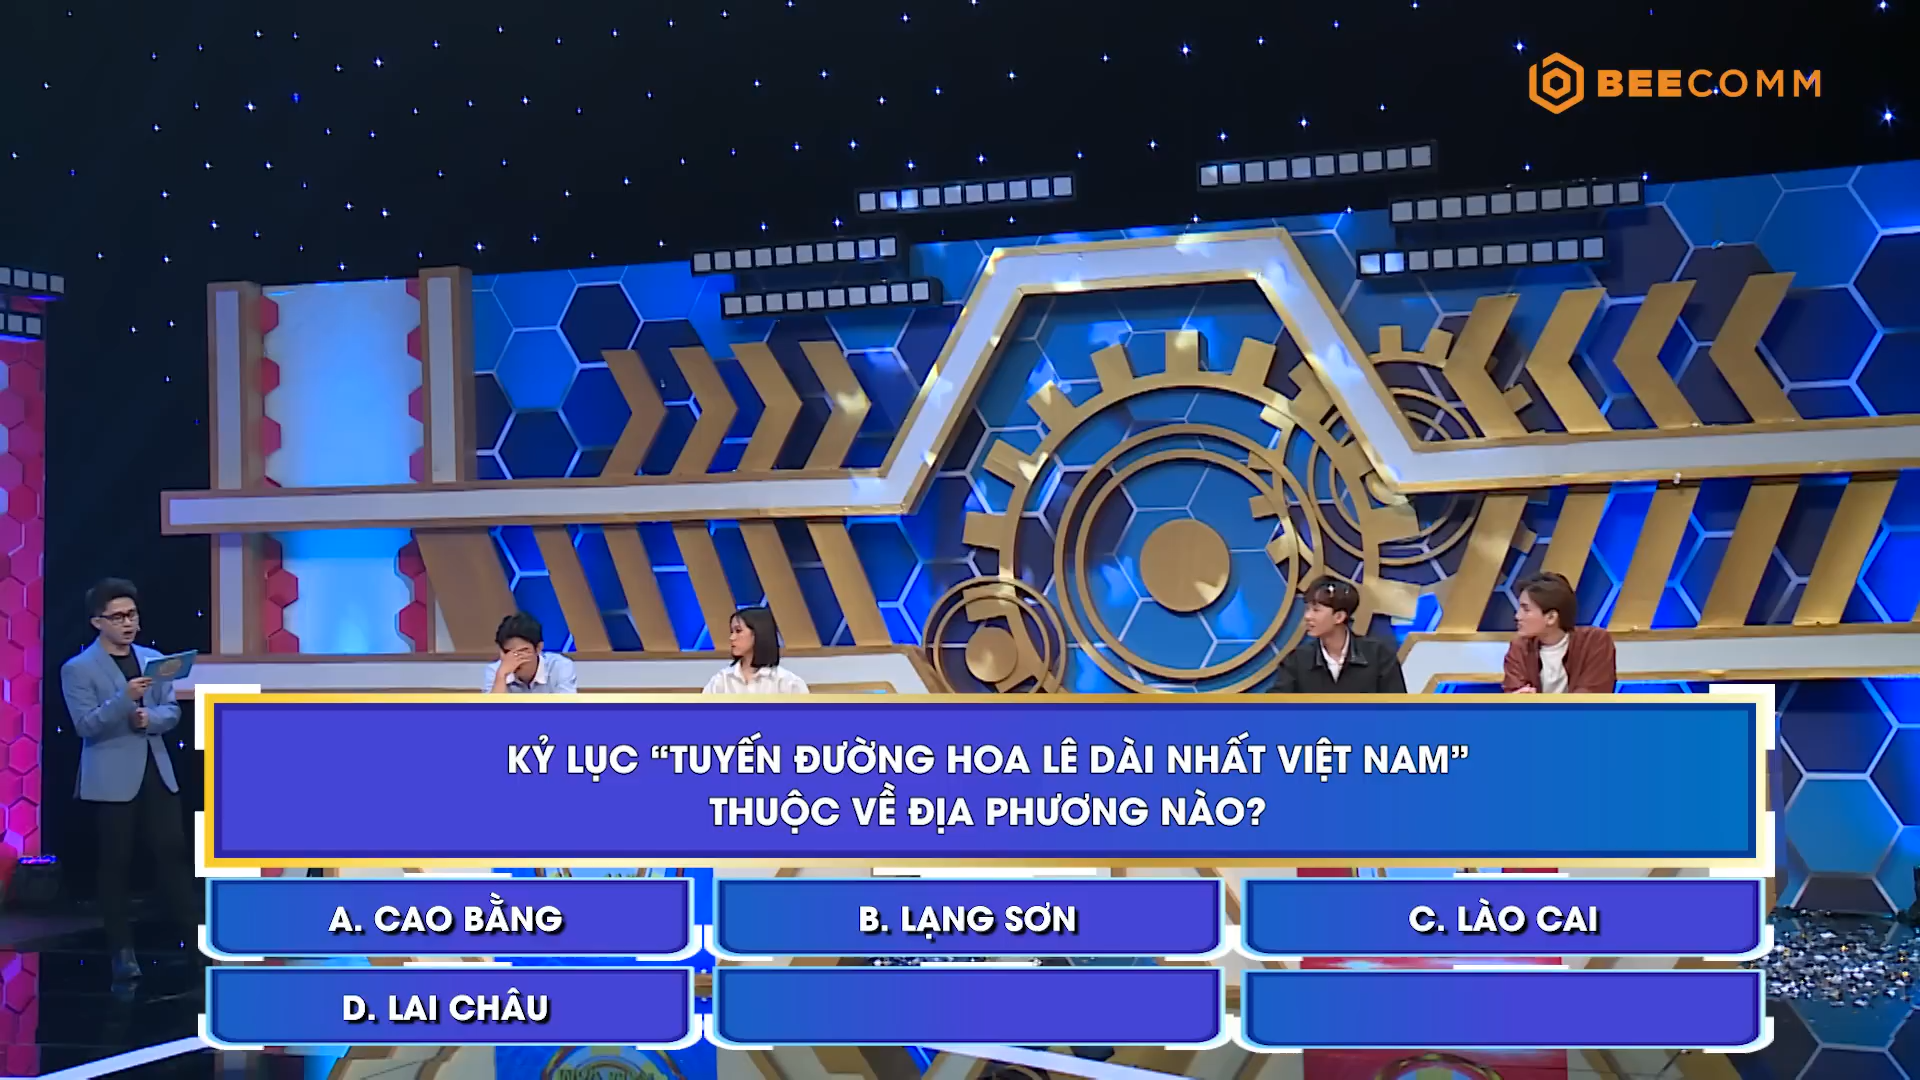 BEECOMM
KỶ LỤC “TUYẾN ĐƯỜNG HOA LÊ DÀI NHẤT VIỆT NAM”
THUỘC VỀ ĐỊA PHƯƠNG NÀO?
A. CAO BẰNG
B. LẠNG SƠN
C. LÀO CAI
D. LAI CHÂU